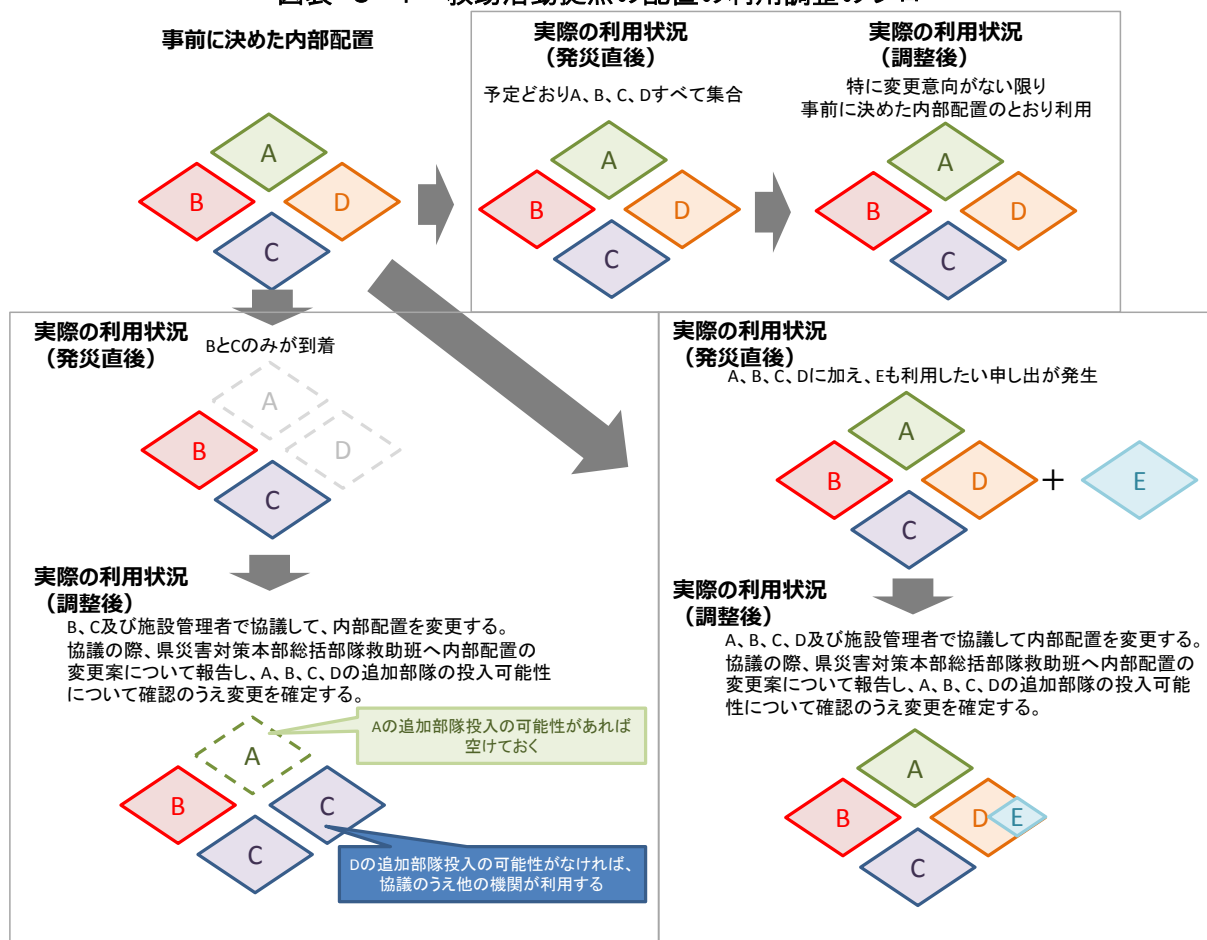 事前に決めた内部配置
A
B
D
C
実際の利用状況
（発災直後）
予定どおりA、B、C、Dすべて集合
A
B
D
C
実際の利用状況
（調整後）
特に変更意向がない限り
事前に決めた内部配置のとおり利用
A
B
D
C
実際の利用状況
（発災直後）
BとCのみが到着
A
B
D
C
実際の利用状況
（調整後）
B、C及び施設管理者で協議して、内部配置を変更する。
協議の際、県災害対策本部総括部隊救助班へ内部配置の
変更案について報告し、A、B、C、Dの追加部隊の投入可能性
について確認のうえ変更を確定する。
Aの追加部隊投入の可能性があれば
空けておく
A
B
C
C
Dの追加部隊投入の可能性がなければ、
協議のうえ他の機関が利用する
実際の利用状況
（発災直後）
A、B、C、Dに加え、Eも利用したい申し出が発生
A
B
D
+
E
C
実際の利用状況
（調整後）
A、B、C、D及び施設管理者で協議して内部配置を変更する。
協議の際、県災害対策本部総括部隊救助班へ内部配置の
変更案について報告し、A、B、C、Dの追加部隊の投入可能
性について確認のうえ変更を確定する。
A
B
D
E
C